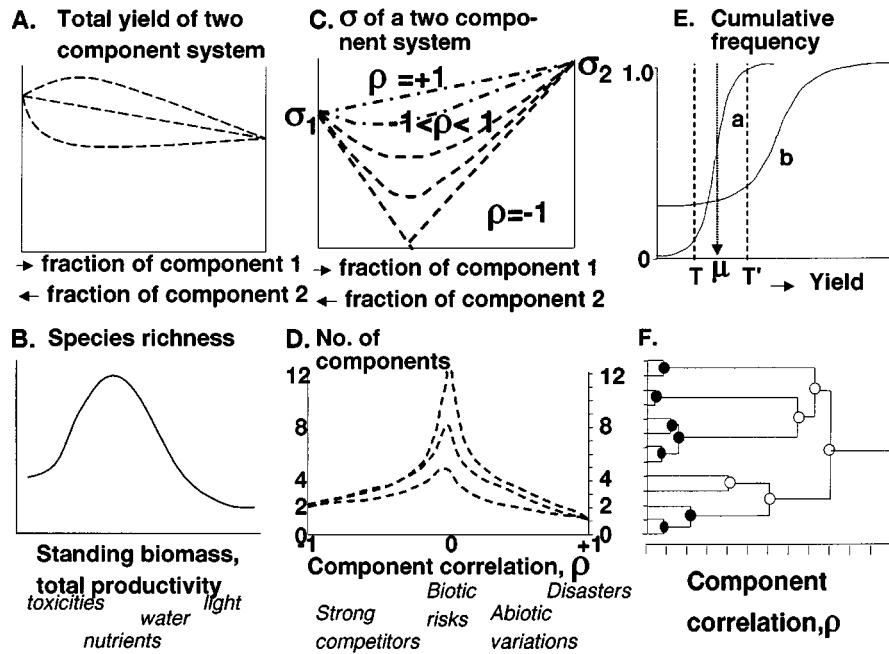 A. Total yield of two
component system
→ fraction of component 1
← fraction of component 2
B. Species richness
Standing biomass,
total productivity
toxicities
light
water
nutrients
C. σ of a two compo-
nent system
σ1
σ2
ρ=+1
-1<ρ<1
ρ=-1
→ fraction of component 1
← fraction of component 2
D. No. of
components
12
8
4
2
0
12
8
4
2
0
-1
0
+1
Component correlation, ρ
Strong
competitors
Biotic
risks
Abiotic
variations
Disasters
E. Cumulative
frequency
1.0
0
a
b
T
μ
T'
→ Yield
F.
Component
correlation,ρ